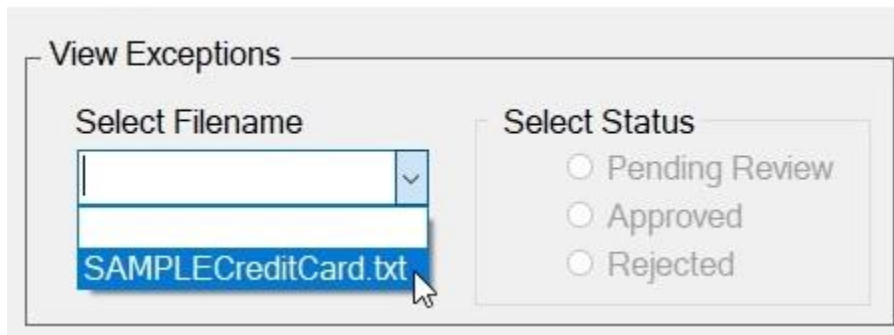 View Exceptions
Select Filename
SAMPLECreditCard.txt
Select Status
Pending Review
Approved
Rejected